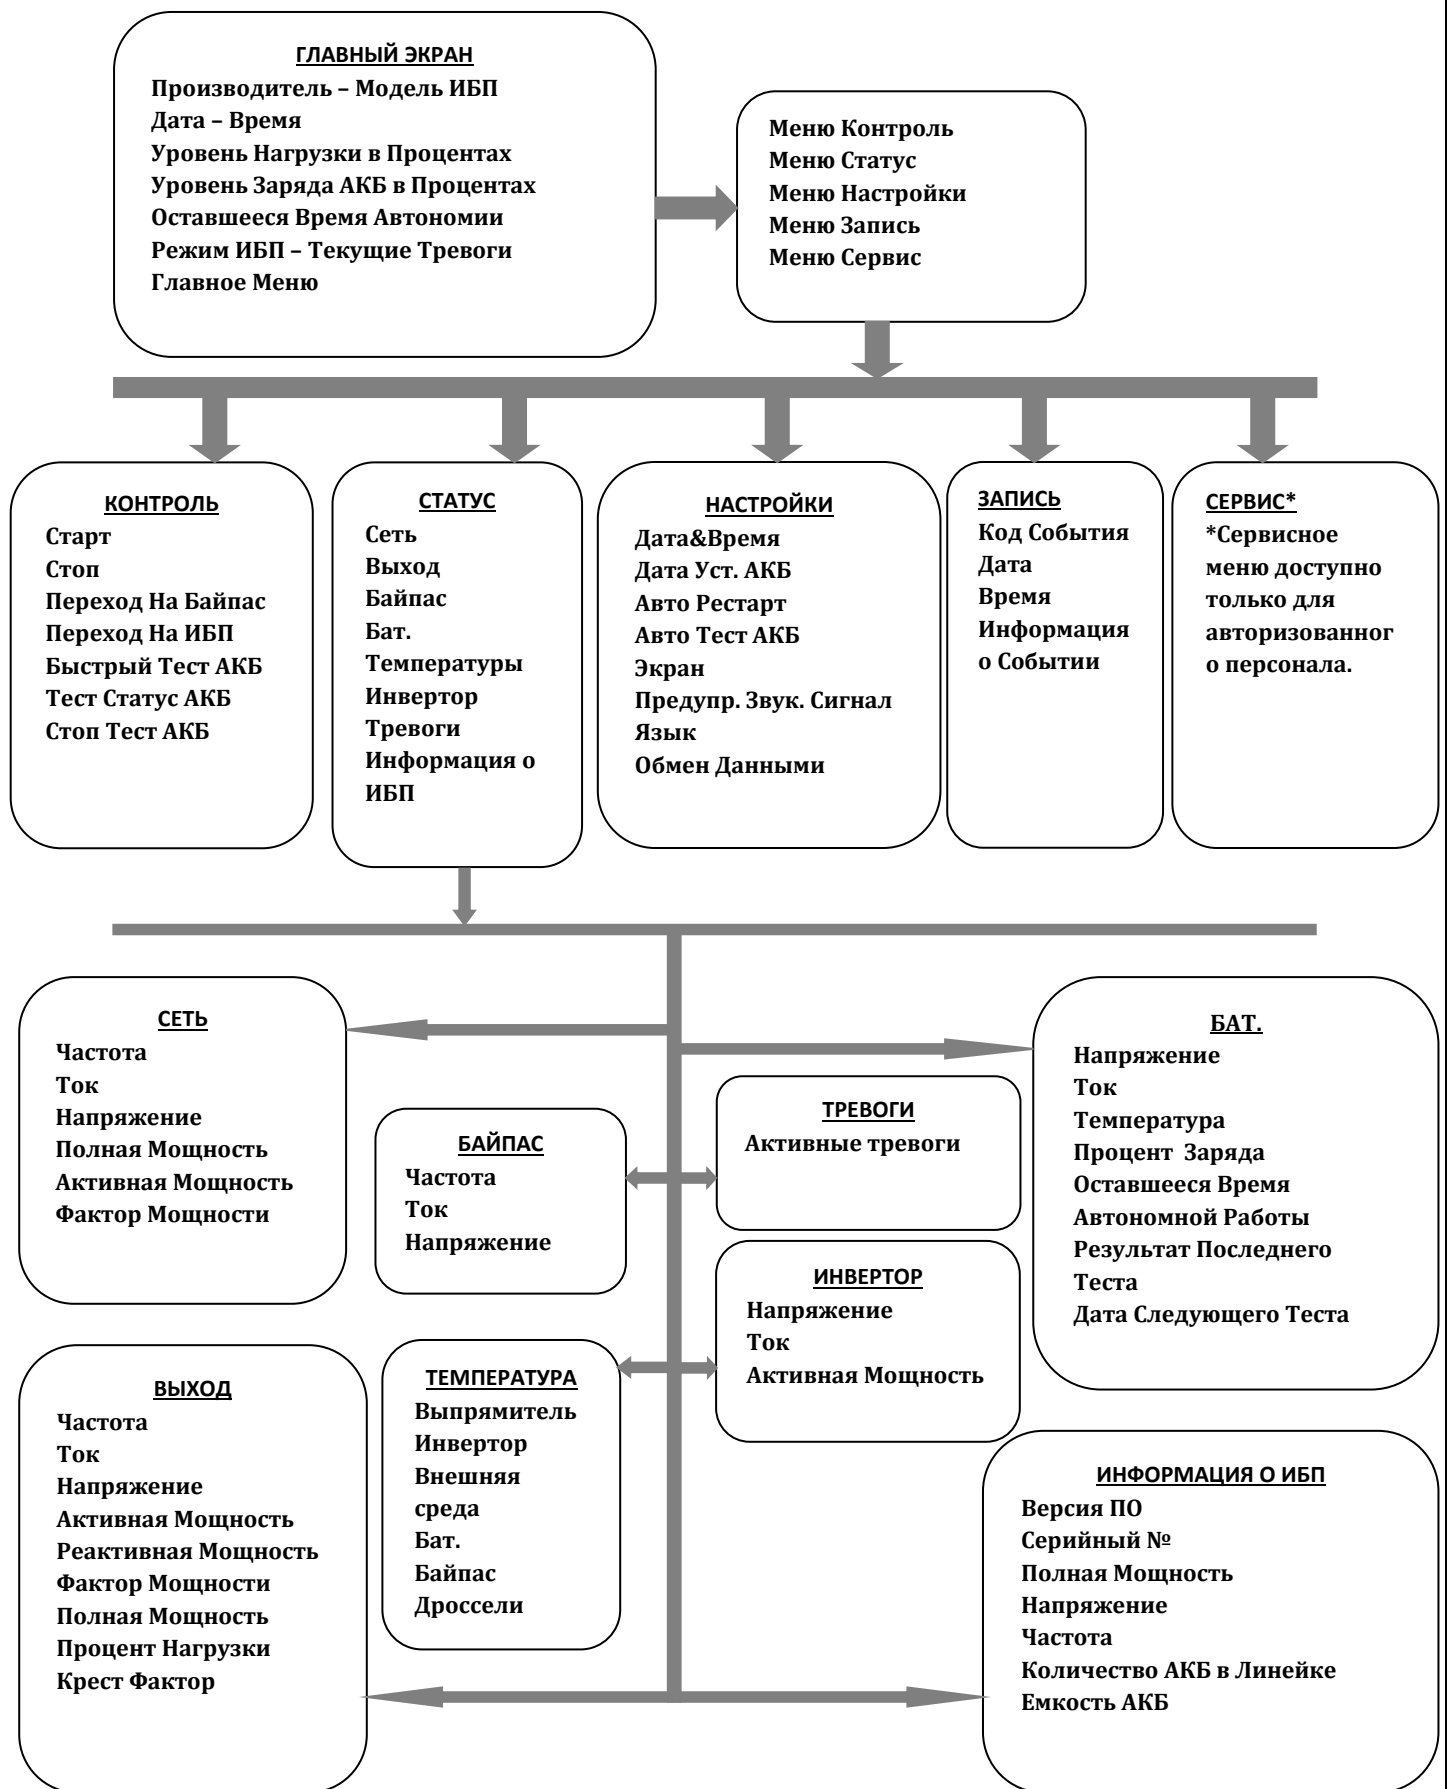 ГЛАВНЫЙ ЭКРАН
Производитель – Модель ИБП
Дата – Время
Уровень Нагрузки в Процентах
Уровень Заряда АКБ в Процентах
Оставшееся Время Автономии
Режим ИБП – Текущие Тревоги
Главное Меню
Меню Контроль
Меню Статус
Меню Настройки
Меню Запись
Меню Сервис
КОНТРОЛЬ
Старт
Стоп
Переход На Байпас
Переход На ИБП
Быстрый Тест АКБ
Тест Статус АКБ
Стоп Тест АКБ
СТАТУС
Сеть
Выход
Байпас
Бат.
Температуры
Инвертор
Тревоги
Информация о
ИБП
НАСТРОЙКИ
Дата&Время
Дата Уст. АКБ
Авто Рестарт
Авто Тест АКБ
Экран
Предупр. Звук. Сигнал
Язык
Обмен Данными
ЗАПИСЬ
Код События
Дата
Время
Информация
о Событии
СЕРВИС*
*Сервисное
меню доступно
только для
авторизованног
о персонала.
СЕТЬ
Частота
Ток
Напряжение
Полная Мощность
Активная Мощность
Фактор Мощности
БАЙПАС
Частота
Ток
Напряжение
ТРЕВОГИ
Активные тревоги
БАТ.
Напряжение
Ток
Температура
Процент  Заряда
Оставшееся Время
Автономной Работы
Результат Последнего
Теста
Дата Следующего Теста
ИНВЕРТОР
Напряжение
Ток
Активная Мощность
ВЫХОД
Частота
Ток
Напряжение
Активная Мощность
Реактивная Мощность
Фактор Мощности
Полная Мощность
Процент Нагрузки
Крест Фактор
ТЕМПЕРАТУРА
Выпрямитель
Инвертор
Внешняя
среда
Бат.
Байпас
Дроссели
ИНФОРМАЦИЯ О ИБП
Версия ПО
Серийный №
Полная Мощность
Напряжение
Частота
Количество АКБ в Линейке
Емкость АКБ